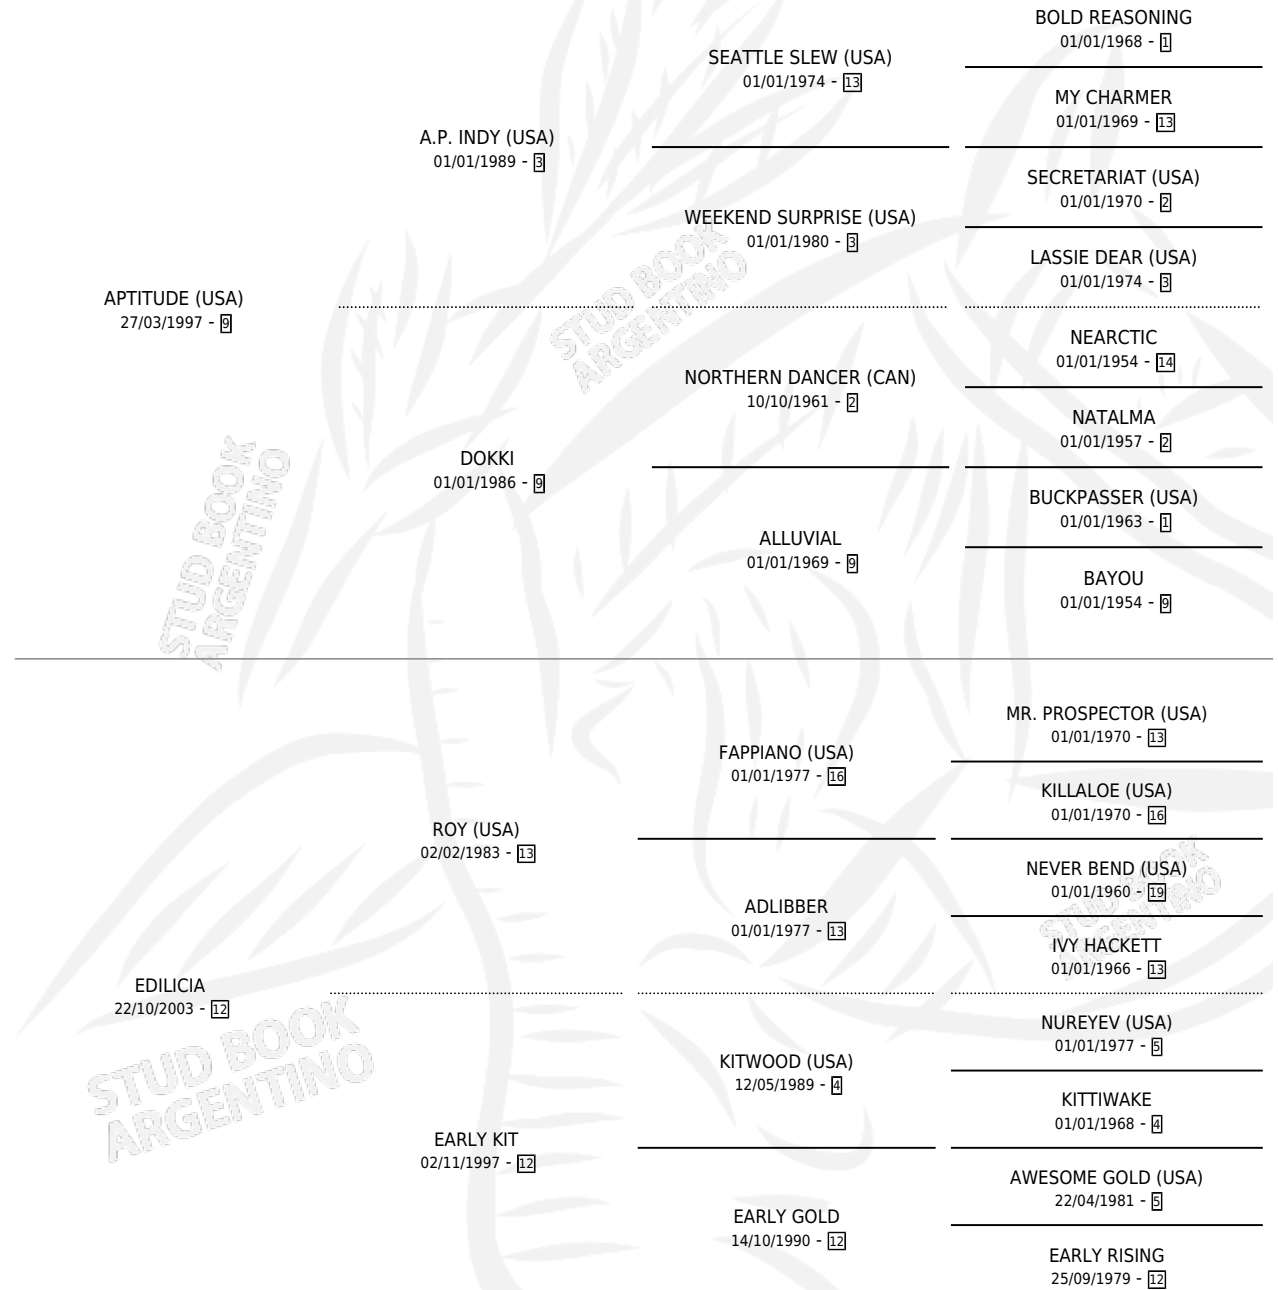 BOLD REASONING
01/01/1968 - 1
SEATTLE SLEW (USA)
01/01/1974 - 13
MY CHARMER
01/01/1969 - 13
A.P. INDY (USA)
01/01/1989 - 3
SECRETARIAT (USA)
01/01/1970 - 2
WEEKEND SURPRISE (USA)
01/01/1980 - 3
LASSIE DEAR (USA)
01/01/1974 - 3
APTITUDE (USA)
27/03/1997 - 9
NEARCTIC
01/01/1954 - 14
NORTHERN DANCER (CAN)
10/10/1961 - 2
NATALMA
01/01/1957 - 2
DOKKI
01/01/1986 - 9
BUCKPASSER (USA)
01/01/1963 - 1
ALLUVIAL
01/01/1969 - 9
BAYOU
01/01/1954 - 9
MR. PROSPECTOR (USA)
01/01/1970 - 13
FAPPIANO (USA)
01/01/1977 - 16
KILLALOE (USA)
01/01/1970 - 16
ROY (USA)
02/02/1983 - 13
NEVER BEND (USA)
01/01/1960 - 19
ADLIBBER
01/01/1977 - 13
IVY HACKETT
01/01/1966 - 13
EDILICIA
22/10/2003 - 12
NUREYEV (USA)
01/01/1977 - 5
KITWOOD (USA)
12/05/1989 - 4
KITTIWAKE
01/01/1968 - 4
EARLY KIT
02/11/1997 - 12
AWESOME GOLD (USA)
22/04/1981 - 5
EARLY GOLD
14/10/1990 - 12
EARLY RISING
25/09/1979 - 12
STUD BOOK
ARGENTINO
STUD BOOK
ARGENTINO
STUD BOOK
ARGENTINO
STUD BOOK
ARGENTINO